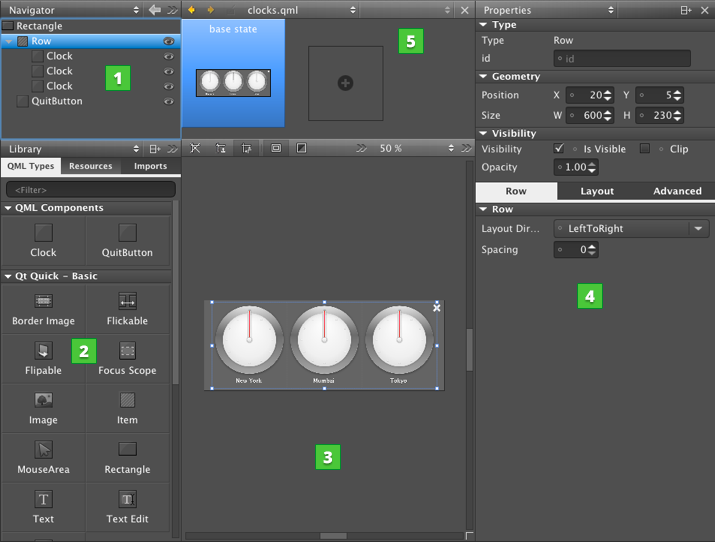 Navigator
Rectangle
Row
Clock
Clock
Clock
QuitButton
1
Library
QML Types Resources Imports
<Filter>
QML Components
Clock QuitButton
Qt Quick - Basic
Border Image Flickable
Flipable Focus Scope
2
Image Item
MouseArea Rectangle
Text Text Edit
clocks.qml
base state
5
50 %
New York Mumbai Tokyo
3
Properties
Type
Type Row
id id
Geometry
Position X 20 Y 5
Size W 600 H 230
Visibility
Visibility Is Visible Clip
Opacity 1.00
Row Layout Advanced
Row
Layout Dir... LeftToRight
Spacing 0
4